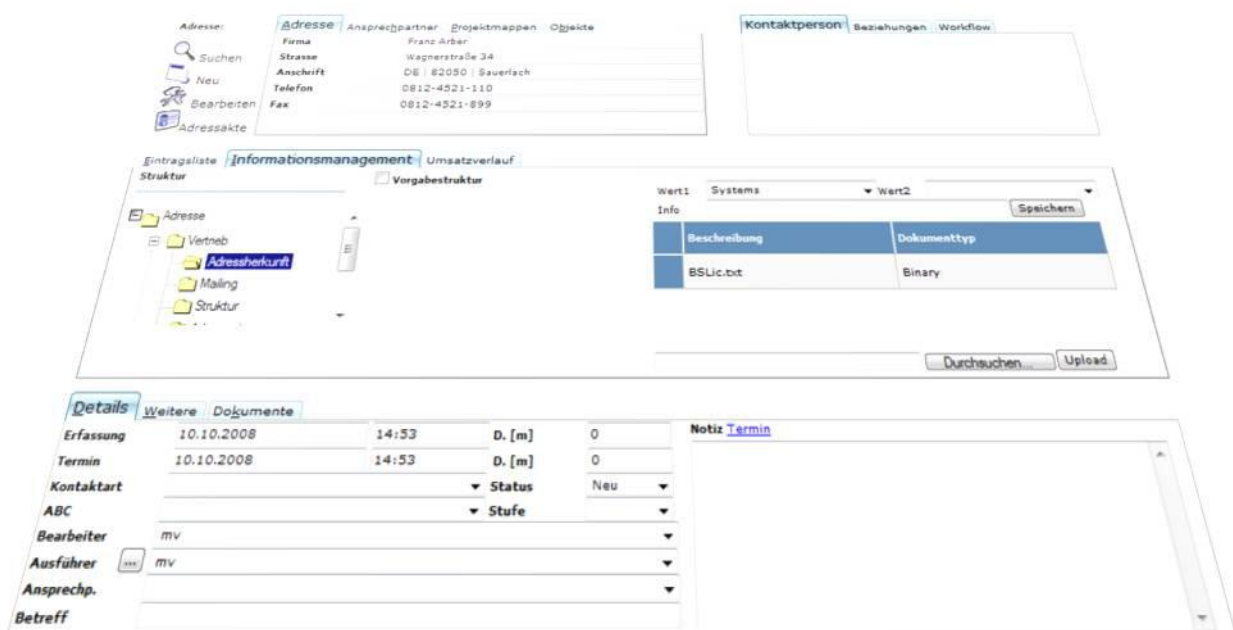 Adresse:
Suchen
Neu
Bearbeiten
Adressakte
Adresse Ansprechpartner Projektmappen Objekte
Firma Franz Arber
Strasse Wagnerstraße 34
Anschrift DE | 82050 | Sauerlach
Telefon 0812-4521-110
Fax 0812-4521-899
Kontaktperson Beziehungen Workflow
Eintragsliste Informationsmanagement Umsatzverlauf
Struktur
Vorgabestruktur
Adresse
Vertrieb
Adressherkunft
Mailing
Struktur
Wert1 Systems Wert2
Info Speichern
Beschreibung Dokumenttyp
BSLic.txt Binary
Durchsuchen... Upload
Details Weitere Dokumente
Erfassung 10.10.2008 14:53 D. [m] 0
Termin 10.10.2008 14:53 D. [m] 0
Kontaktart Status Neu
ABC Stufe
Bearbeiter mv
Ausführer ... mv
Ansprechp.
Betreff
Notiz Termin